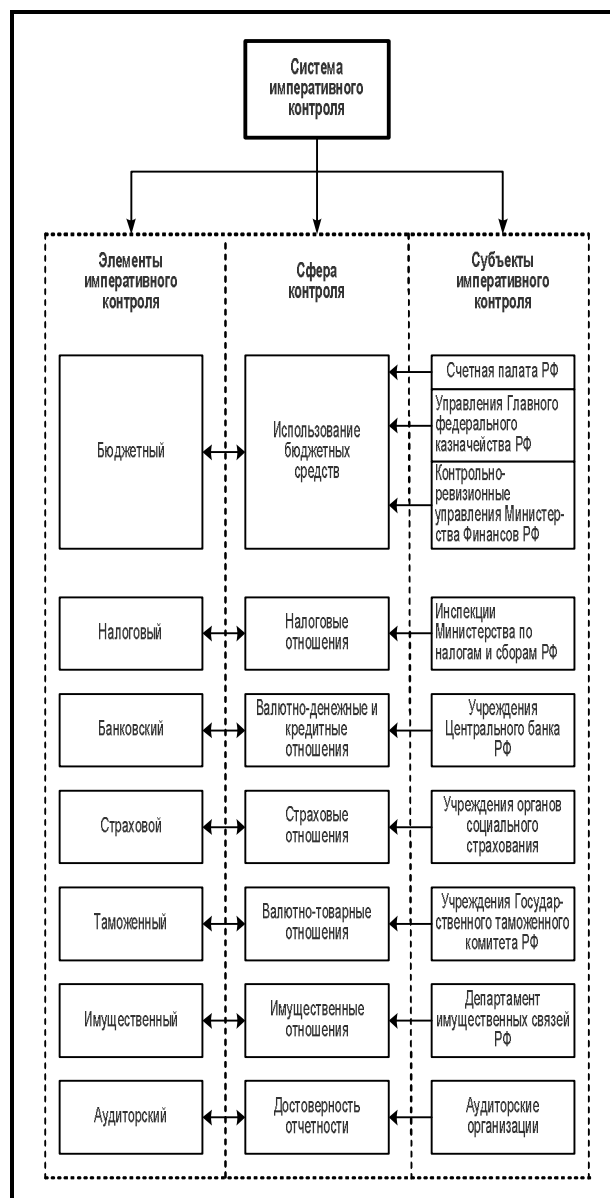 Система
императивного
контроля
Элементы
императивного
контроля
Сфера
контроля
Субъекты
императивного
контроля
Бюджетный
Использование
бюджетных
средств
Счетная палата РФ
Управления Главного
федерального
казначейства РФ
Контрольно-
ревизионные
управления Министер-
ства Финансов РФ
Налоговый
Налоговые
отношения
Инспекции
Министерства по
налогам и сборам РФ
Банковский
Валютно-денежные и
кредитные
отношения
Учреждения
Центрального банка
РФ
Страховой
Страховые
отношения
Учреждения органов
социального
страхования
Таможенный
Валютно-товарные
отношения
Учреждения Государ-
ственного таможенного
комитета РФ
Имущественный
Имущественные
отношения
Департамент
имущественных связей
РФ
Аудиторский
Достоверность
отчетности
Аудиторские
организации